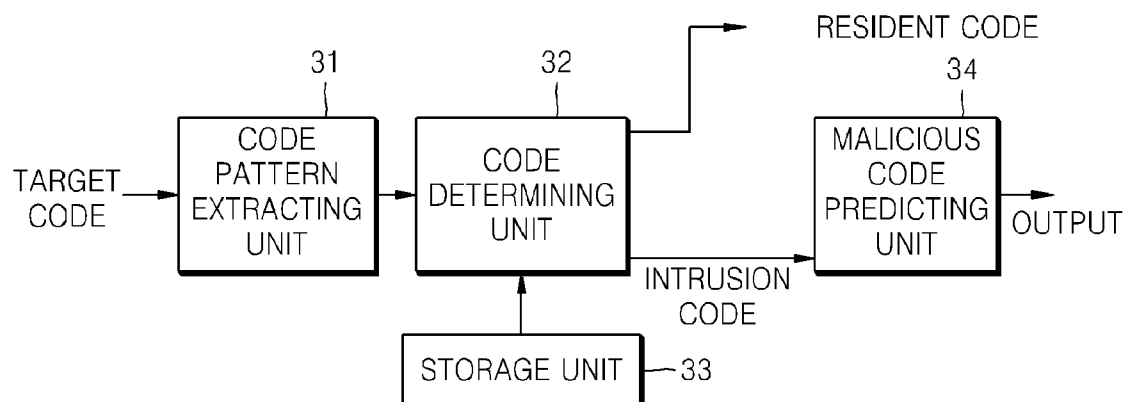 RESIDENT CODE
31
32
34
TARGET
CODE
CODE
PATTERN
EXTRACTING
UNIT
CODE
DETERMINING
UNIT
MALICIOUS
CODE
PREDICTING
UNIT
OUTPUT
INTRUSION
CODE
STORAGE UNIT
33